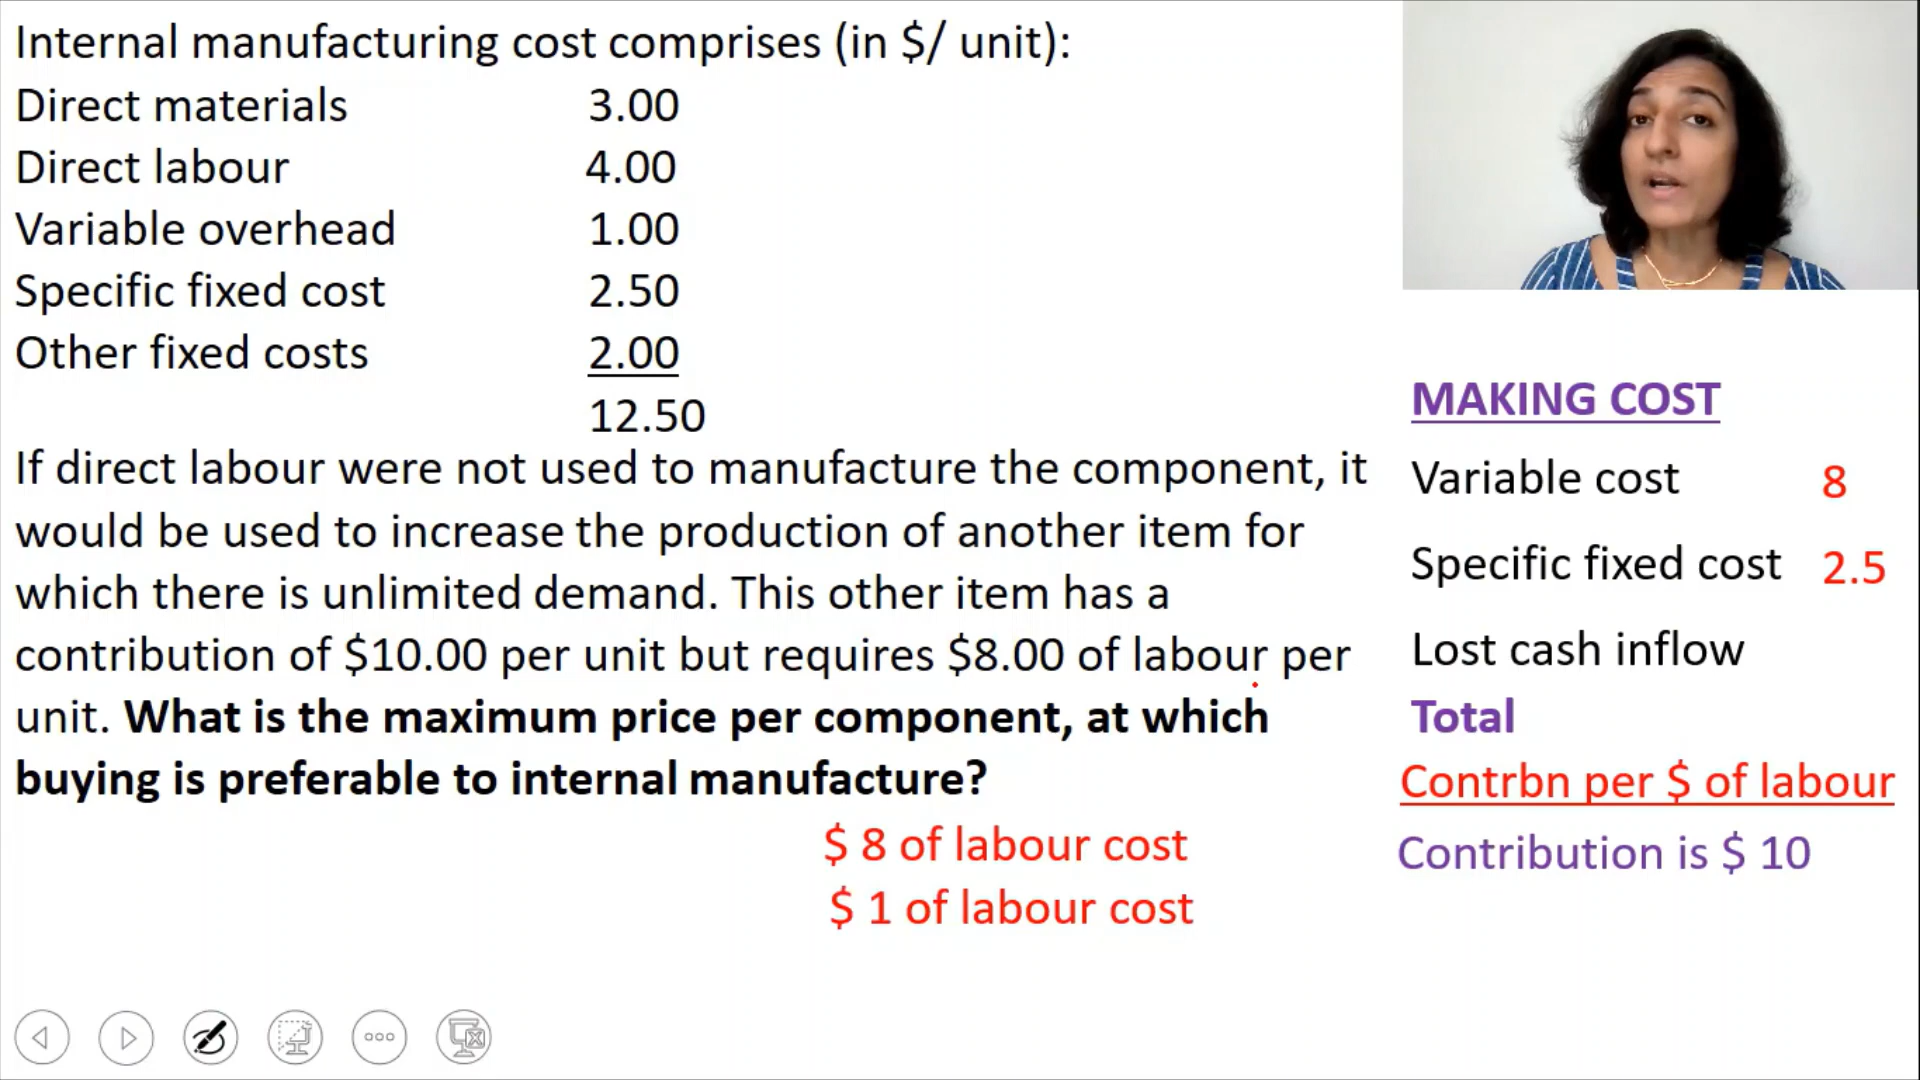 Internal manufacturing cost comprises (in $/ unit):
Direct materials 3.00
Direct labour 4.00
Variable overhead 1.00
Specific fixed cost 2.50
Other fixed costs 2.00
12.50
If direct labour were not used to manufacture the component, it
would be used to increase the production of another item for
which there is unlimited demand. This other item has a
contribution of $10.00 per unit but requires $8.00 of labour per
unit. What is the maximum price per component, at which
buying is preferable to internal manufacture?
$ 8 of labour cost
$ 1 of labour cost
MAKING COST
Variable cost 8
Specific fixed cost 2.5
Lost cash inflow
Total
Contrbn per $ of labour
Contribution is $ 10